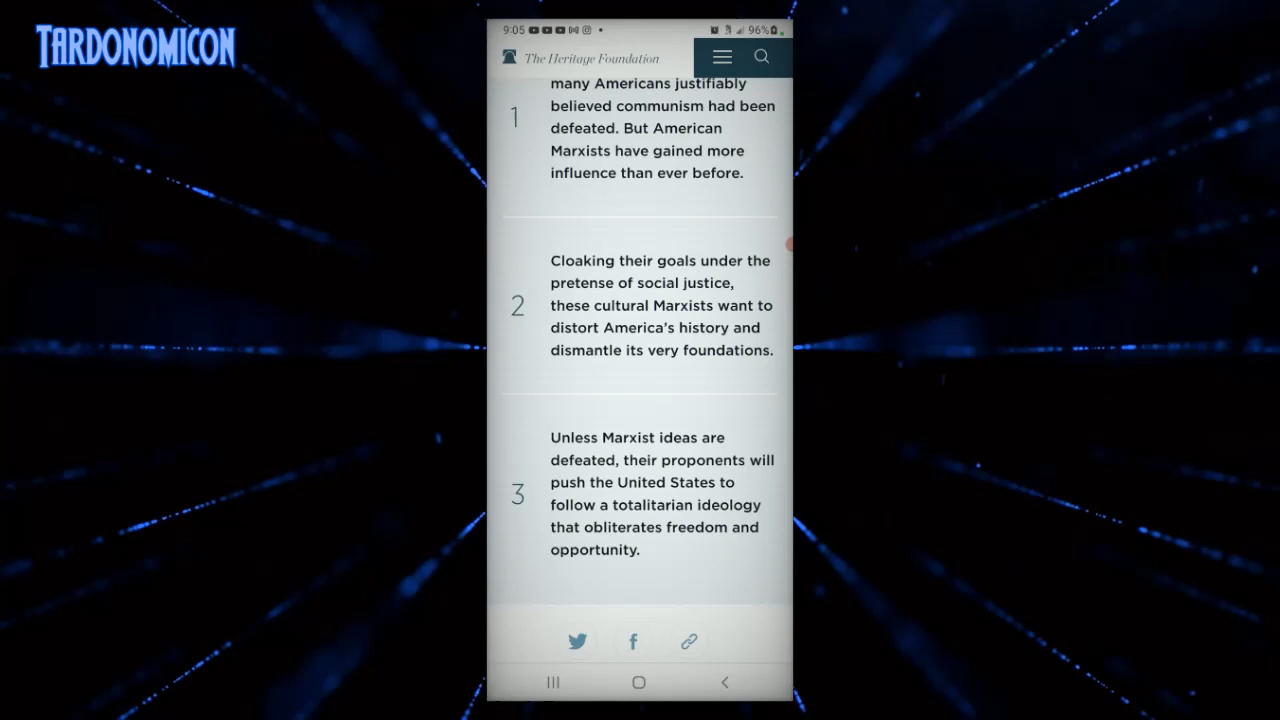 TARDONOMICON
9:05
96%
The Heritage Foundation
many Americans justifiably
1
believed communism had been
defeated. But American
Marxists have gained more
influence than ever before.
Cloaking their goals under the
pretense of social justice,
2
these cultural Marxists want to
distort America’s history and
dismantle its very foundations.
Unless Marxist ideas are
defeated, their proponents will
push the United States to
3
follow a totalitarian ideology
that obliterates freedom and
opportunity.